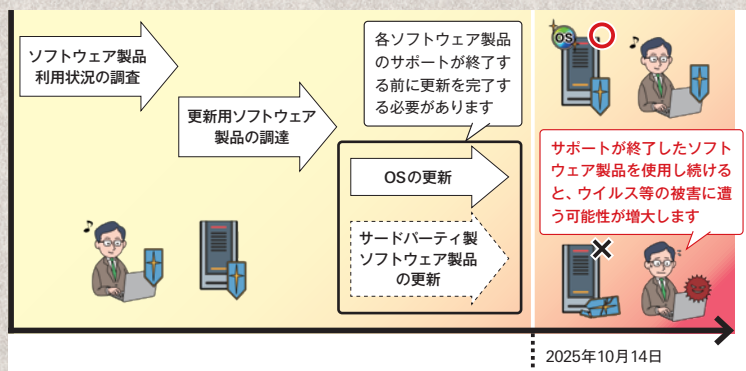 ソフトウェア製品
利用状況の調査
更新用ソフトウェア
製品の調達
各ソフトウェア製品
のサポートが終了す
る前に更新を完了す
る必要があります
OSの更新
サードパーティ製
ソフトウェア製品
の更新
OS
サポートが終了したソフト
ウェア製品を使用し続ける
と、ウイルス等の被害に遭
う可能性が増大します
2025年10月14日